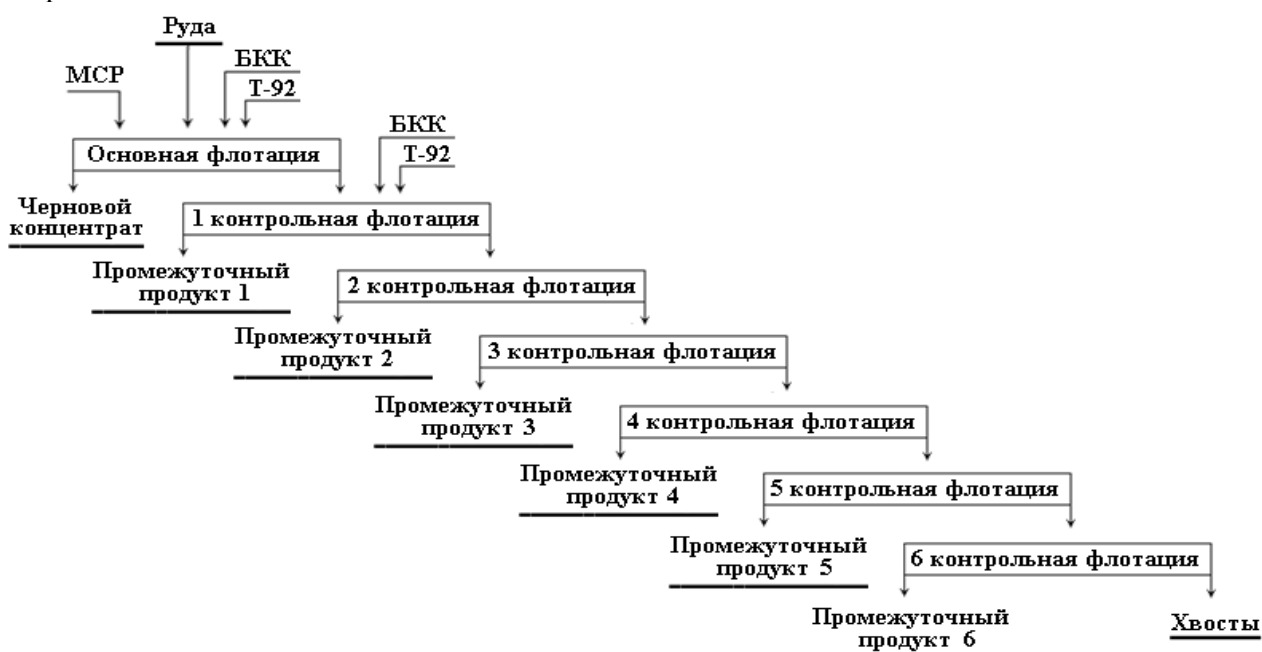 Руда
МСР
БКК
Т-92
Основная флотация
БКК
Т-92
Черновой
концентрат
1 контрольная флотация
Промежуточный
продукт 1
2 контрольная флотация
Промежуточный
продукт 2
3 контрольная флотация
Промежуточный
продукт 3
4 контрольная флотация
Промежуточный
продукт 4
5 контрольная флотация
Промежуточный
продукт 5
6 контрольная флотация
Промежуточный
продукт 6
Хвосты